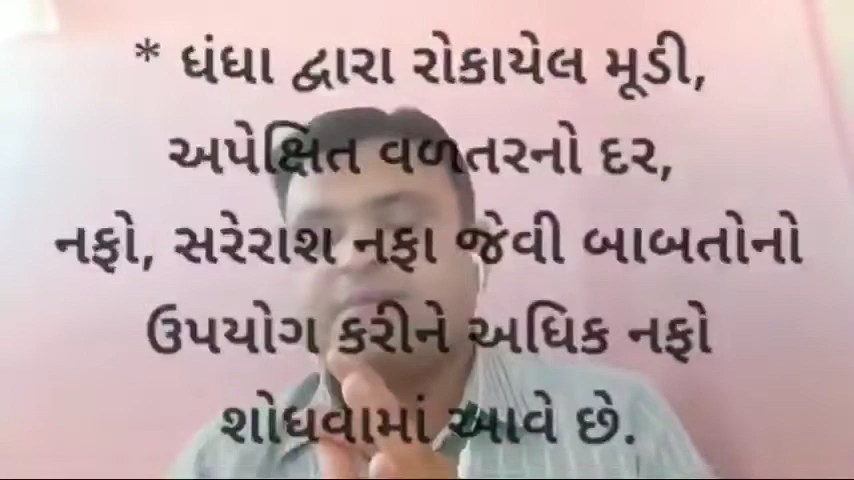 * ધંધા દ્વારા રોકાયેલ મૂડી,
અપેક્ષિત વળતરનો દર,
નફો, સરેરાશ નફા જેવી બાબતોનો
ઉપયોગ કરીને અધિક નફો
શોધવામાં આવે છે.